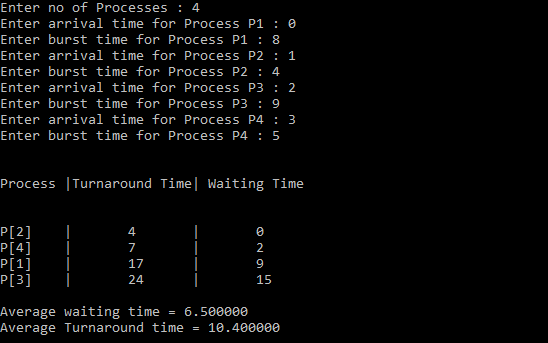 Enter no of Processes : 4
Enter arrival time for Process P1 : 0
Enter burst time for Process P1 : 8
Enter arrival time for Process P2 : 1
Enter burst time for Process P2 : 4
Enter arrival time for Process P3 : 2
Enter burst time for Process P3 : 9
Enter arrival time for Process P4 : 3
Enter burst time for Process P4 : 5
Process |Turnaround Time| Waiting Time
P[2] | 4 | 0
P[4] | 7 | 2
P[1] | 17 | 9
P[3] | 24 | 15
Average waiting time = 6.500000
Average Turnaround time = 10.400000